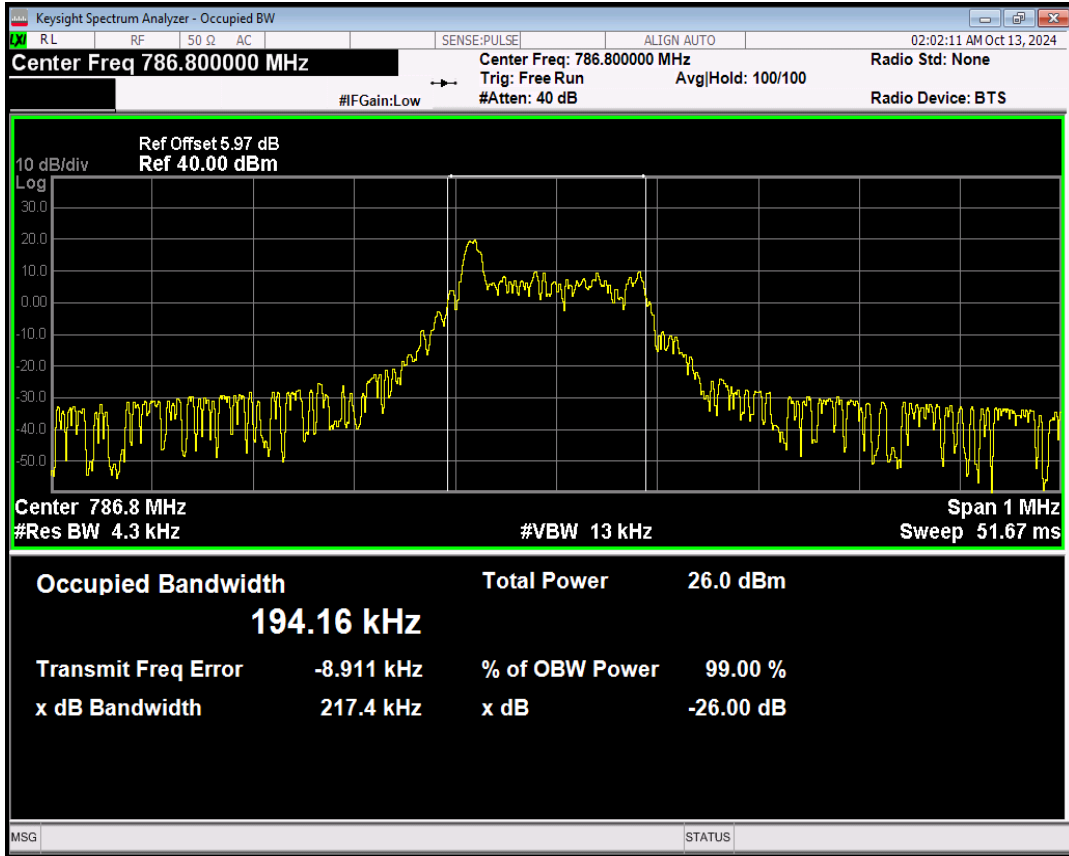 Keysight Spectrum Analyzer - Occupied BW
LXI RL RF 50 Ω AC SENSE:PULSE ALIGN AUTO 02:02:11 AM Oct 13, 2024
Center Freq 786.800000 MHz Center Freq: 786.800000 MHz Radio Std: None
Trig: Free Run Avg|Hold: 100/100
#IFGain:Low #Atten: 40 dB Radio Device: BTS
Ref Offset 5.97 dB
10 dB/div Ref 40.00 dBm
Log
30.0
20.0
10.0
0.00
-10.0
-20.0
-30.0
-40.0
-50.0
Center 786.8 MHz Span 1 MHz
#Res BW 4.3 kHz #VBW 13 kHz Sweep 51.67 ms
Occupied Bandwidth Total Power 26.0 dBm
194.16 kHz
Transmit Freq Error -8.911 kHz % of OBW Power 99.00 %
x dB Bandwidth 217.4 kHz x dB -26.00 dB
MSG STATUS